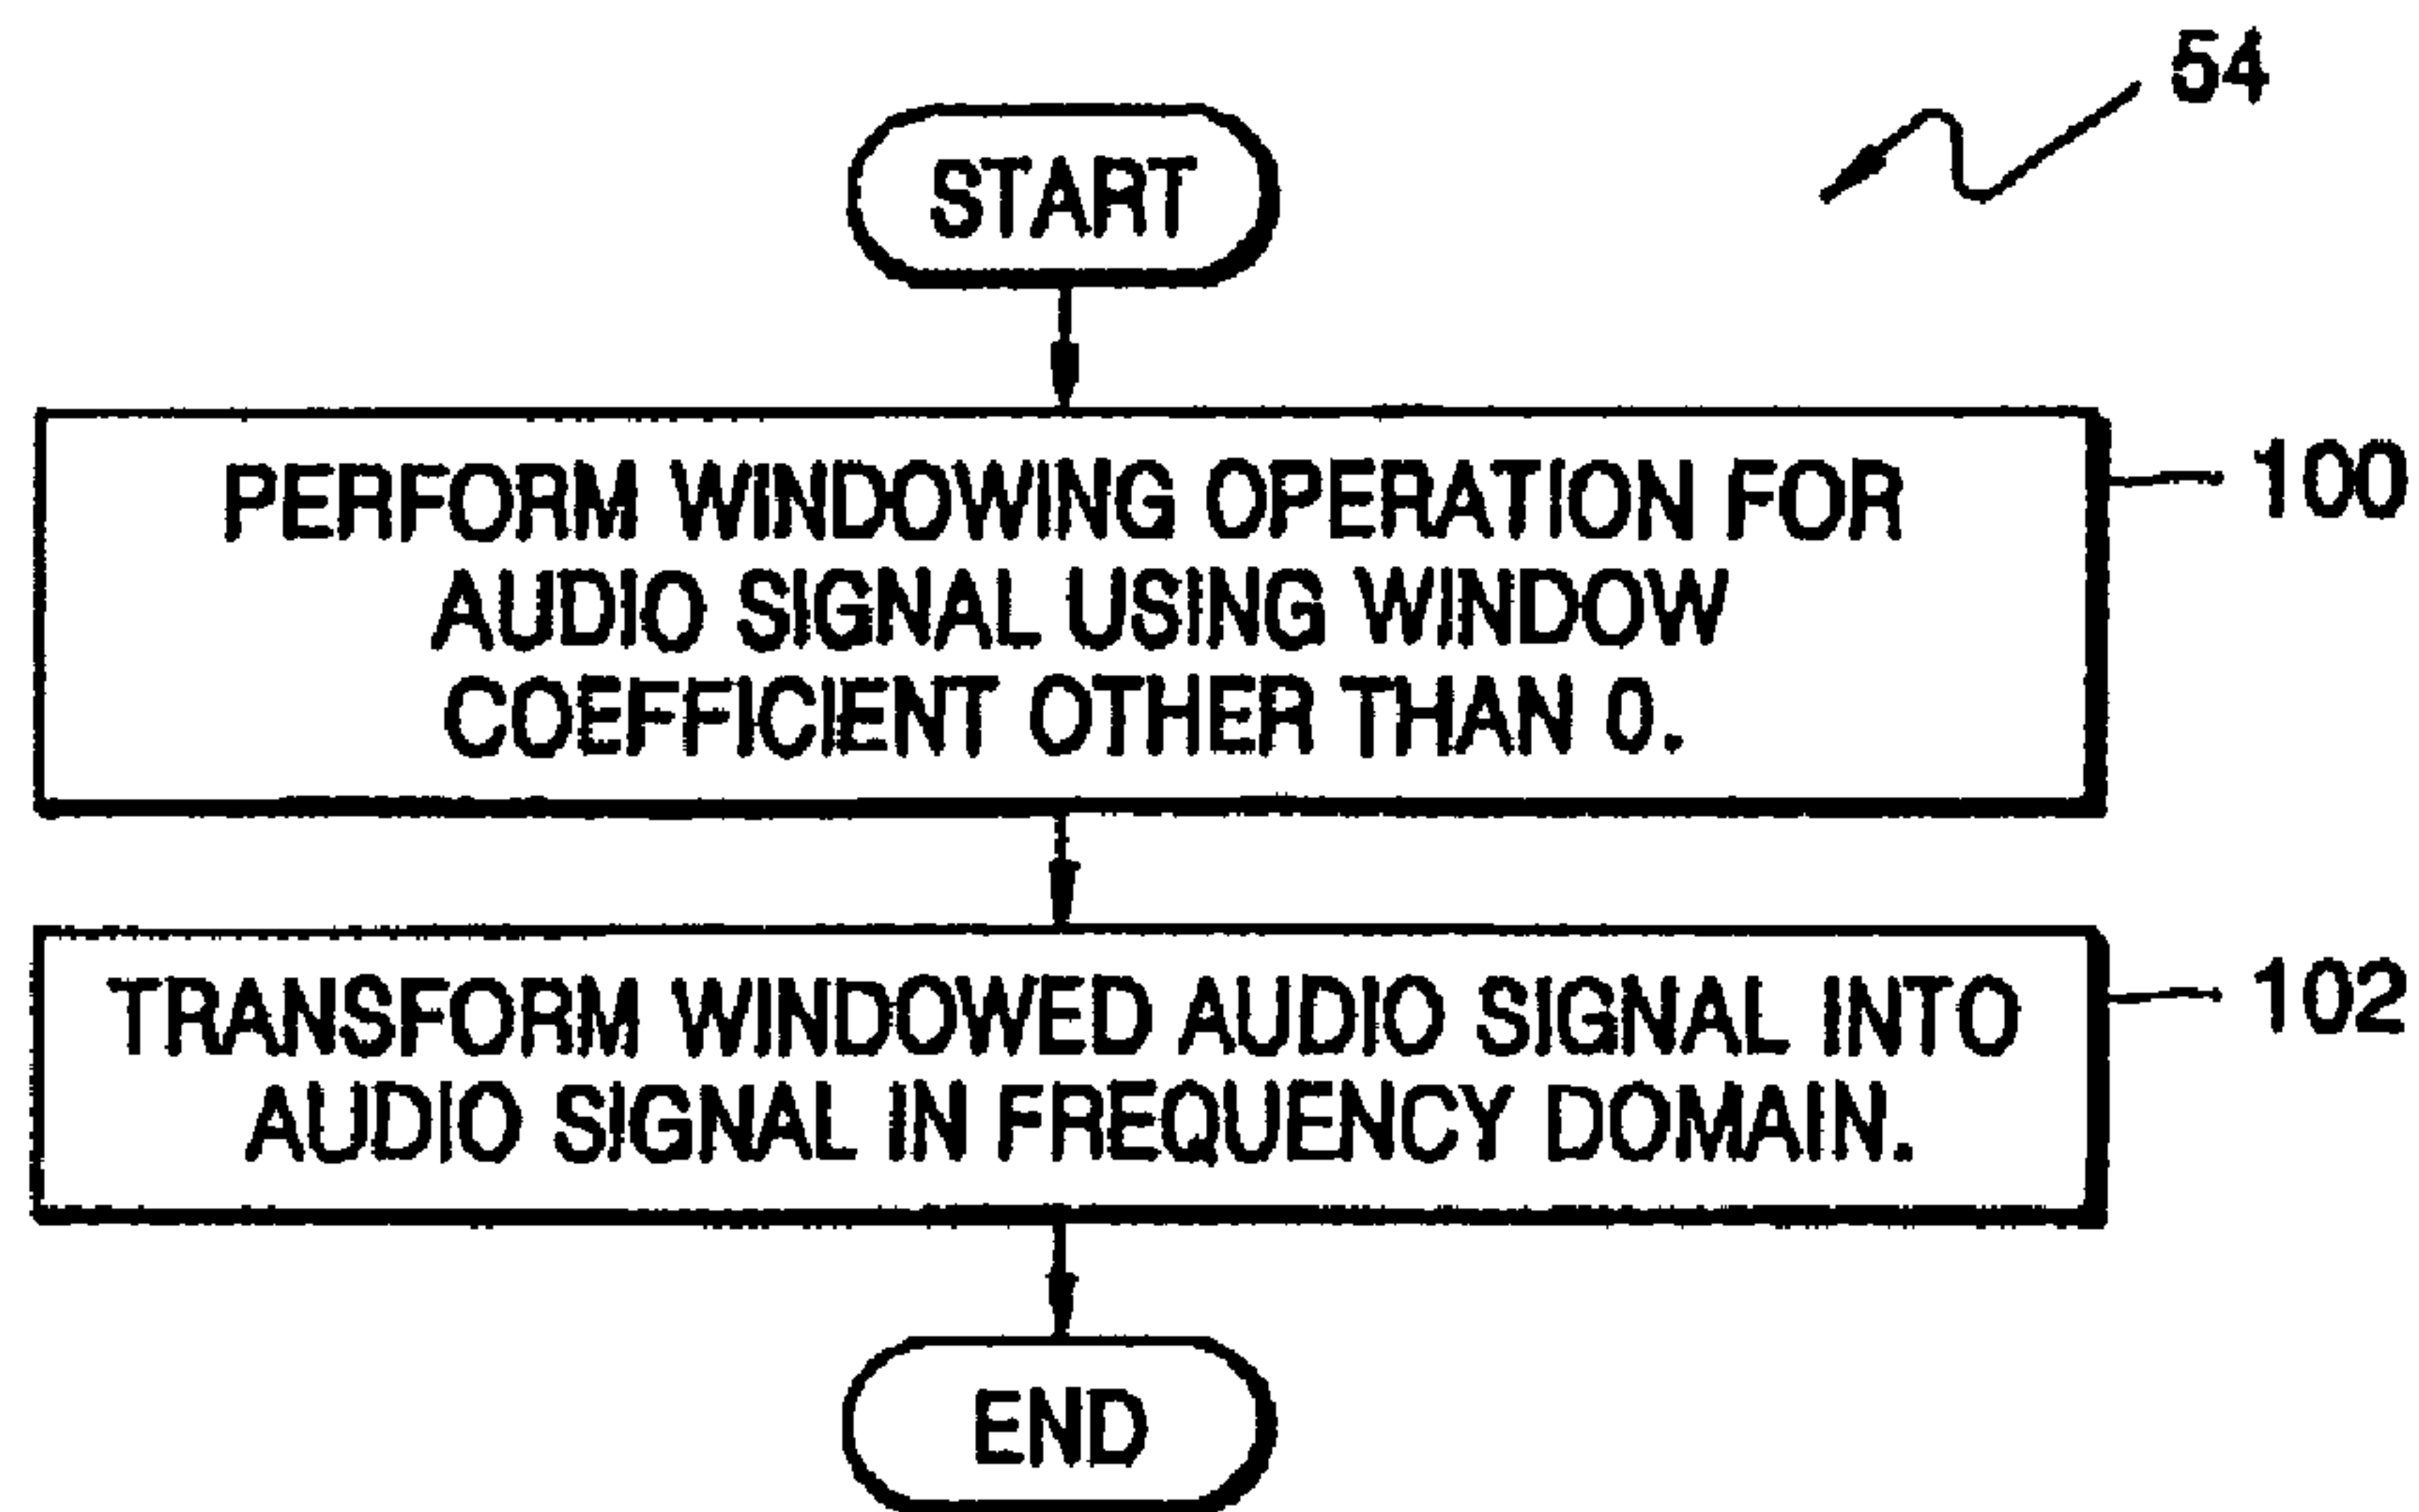 54
START
PERFORM WINDOWING OPERATION FOR
AUDIO SIGNAL USING WINDOW
COEFFICIENT OTHER THAN 0.
100
TRANSFORM WINDOWED AUDIO SIGNAL INTO
AUDIO SIGNAL IN FREQUENCY DOMAIN.
102
END